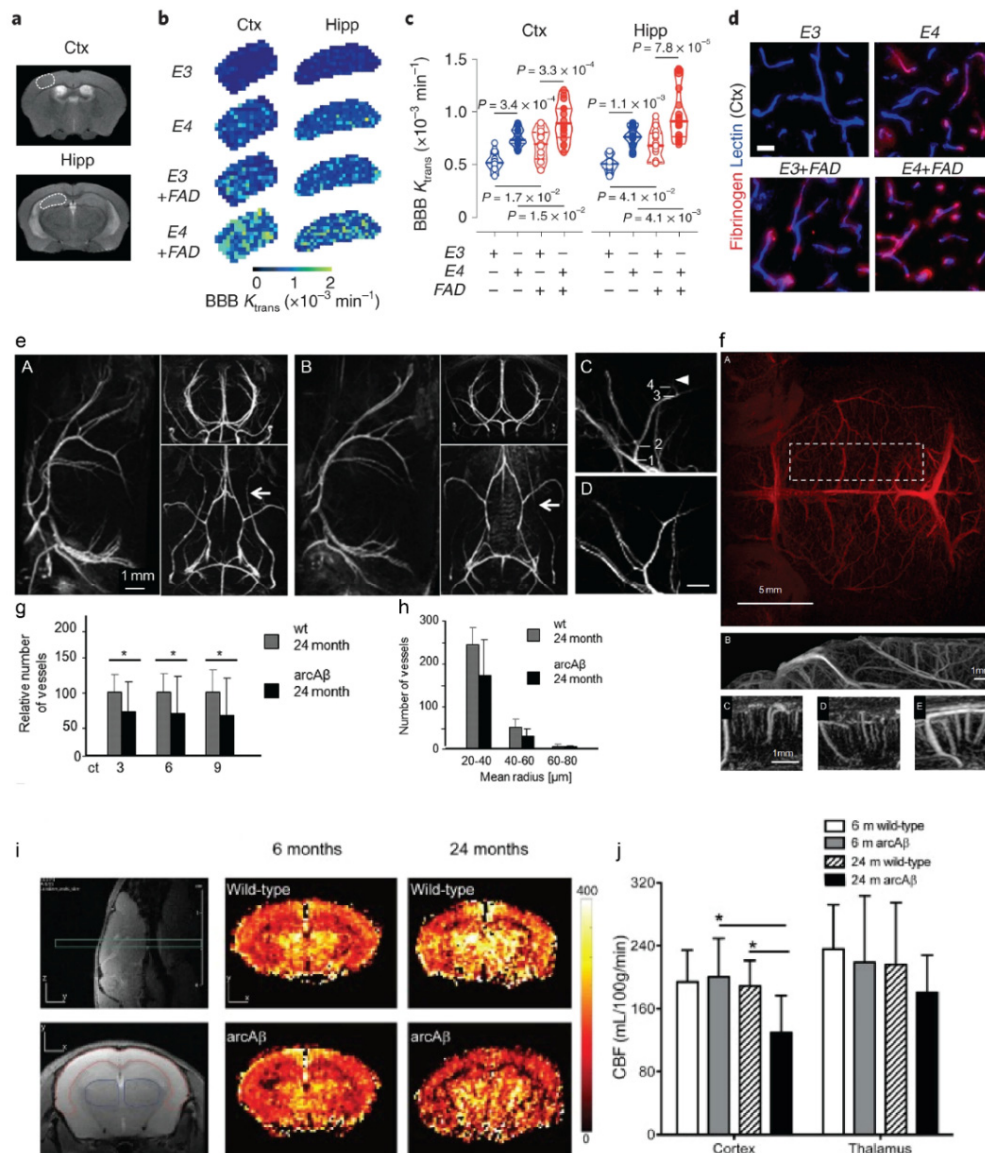 a
Ctx
Hipp
b
Ctx Hipp
E3
E4
E3
+FAD
E4
+FAD
0 1 2
BBB Ktrans (×10⁻³ min⁻¹)
c
Ctx Hipp
BBB Ktrans (×10⁻³ min⁻¹)
1.5
1.0
0.5
0
P = 7.8 × 10⁻⁵
P = 3.3 × 10⁻⁴
P = 3.4 × 10⁻⁴
P = 1.1 × 10⁻³
P = 1.7 × 10⁻²
P = 4.1 × 10⁻²
P = 1.5 × 10⁻²
P = 4.1 × 10⁻³
E3 + − + − + − + −
E4 − + − + − + − +
FAD − − + + − − + +
d
E3 E4
E3+FAD E4+FAD
Fibrinogen Lectin (Ctx)
e
A
1 mm
B
C
4
3
2
1
D
f
A
5 mm
B
1mm
C
1mm
D
E
g
Relative number
of vessels
200
150
100
50
0
wt
24 month
arcAβ
24 month
* * *
ct 3 6 9
h
Number of vessels
300
200
100
0
wt
24 month
arcAβ
24 month
20-40 40-60 60-80
Mean radius [µm]
i
6 months 24 months
Wild-type Wild-type
arcAβ arcAβ
400
0
z
y
y
x
y
x
j
6 m wild-type
6 m arcAβ
24 m wild-type
24 m arcAβ
CBF (mL/100g/min)
320
240
160
80
0
*
*
Cortex Thalamus